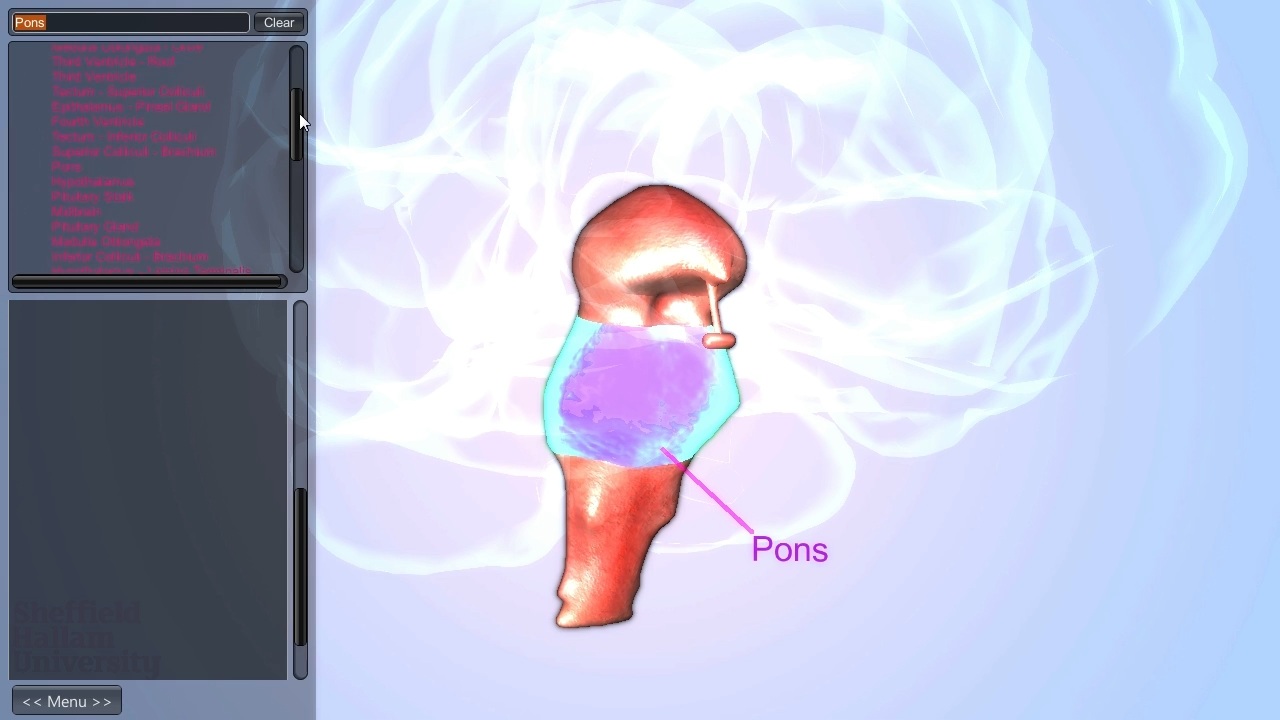 Pons
Clear
Third Ventricle - Roof
Third Ventricle
Tectum - Superior Colliculi
Epithalamus - Pineal Gland
Fourth Ventricle
Tectum - Inferior Colliculi
Superior Colliculi - Brachium
Pons
Hypothalamus
Pituitary Stalk
Midbrain
Pituitary Gland
Medulla Oblongata
Inferior Colliculi - Brachium
Pons
Sheffield
Hallam
University
<< Menu >>